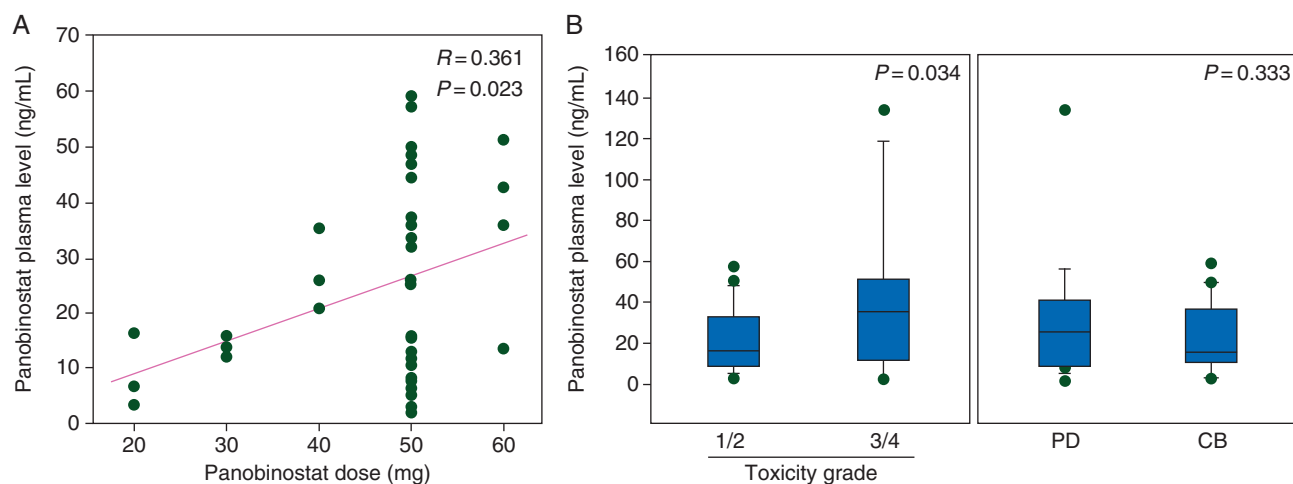 A
Panobinostat plasma level (ng/mL)
70
60
50
40
30
20
10
0
R = 0.361
P = 0.023
20 30 40 50 60
Panobinostat dose (mg)
B
Panobinostat plasma level (ng/mL)
160
140
120
100
80
60
40
20
0
P = 0.034
1/2 3/4
Toxicity grade
P = 0.333
PD CB